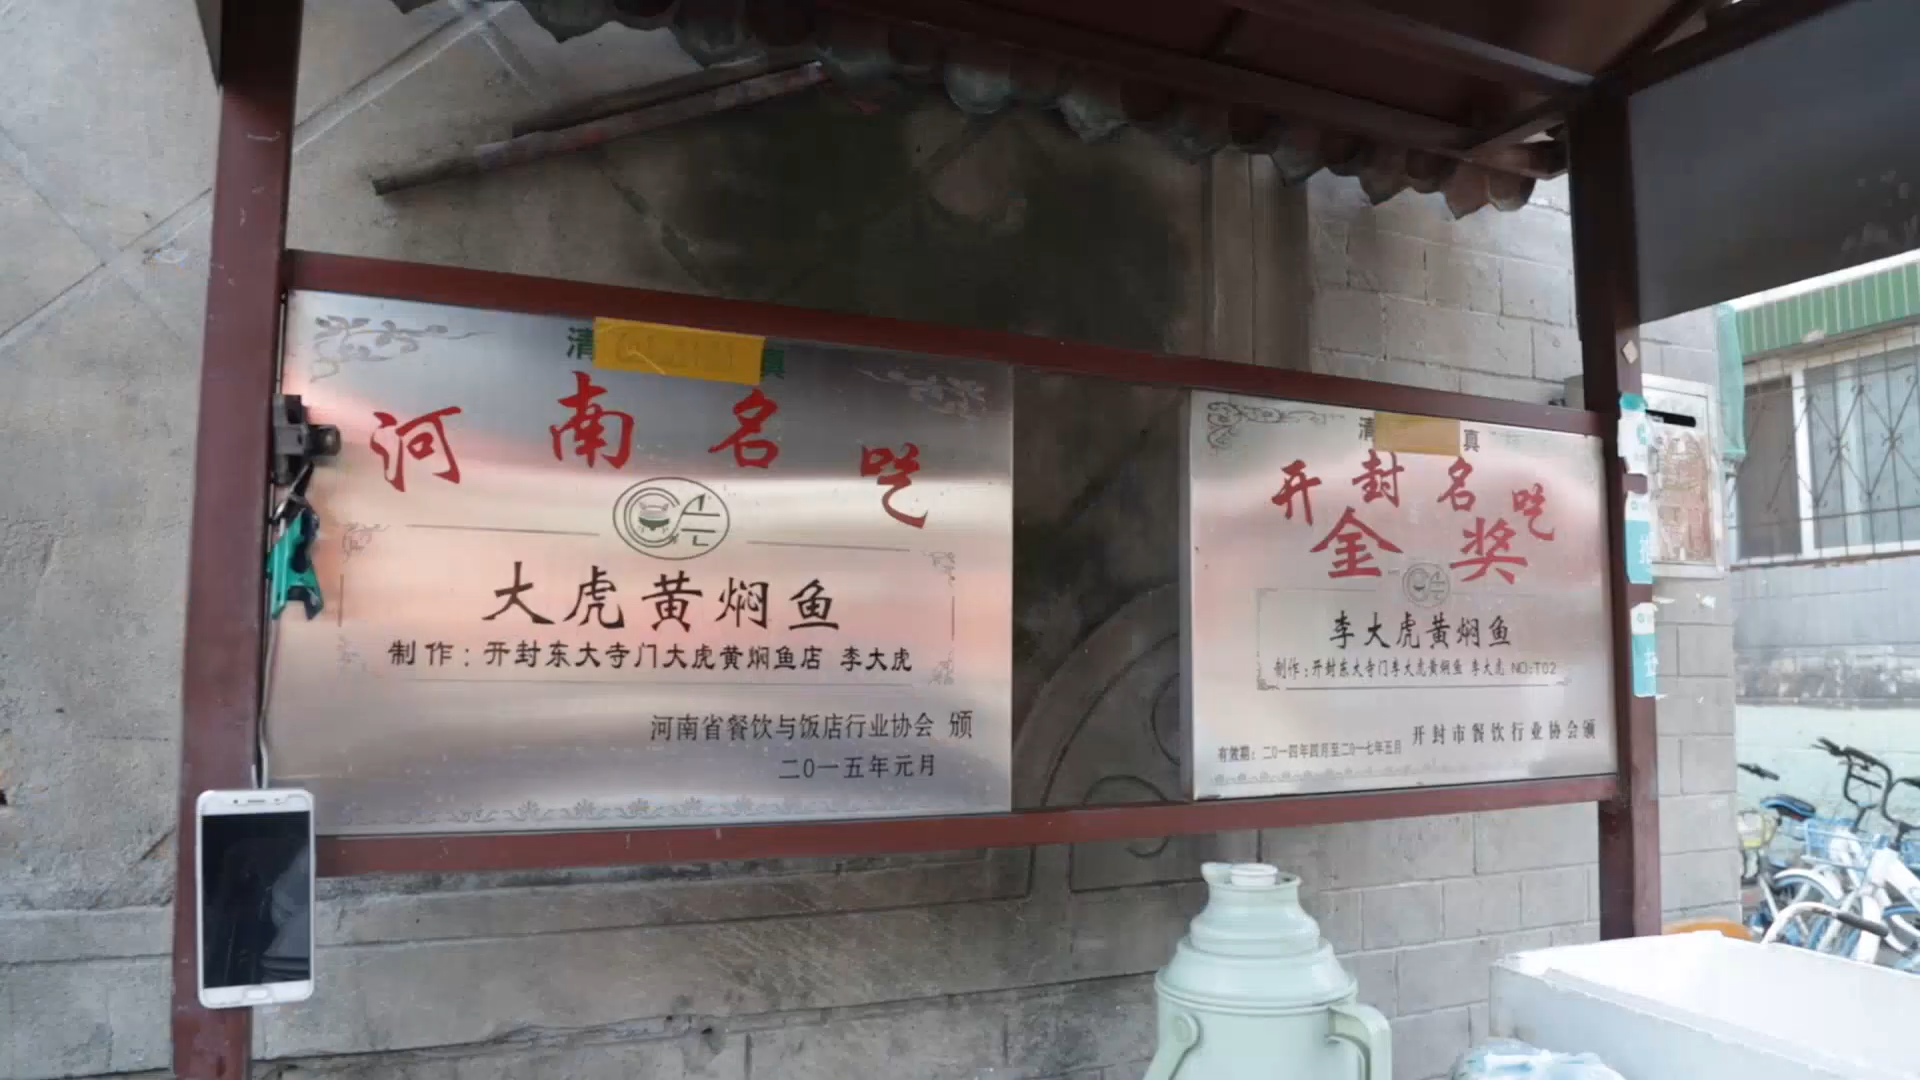 清 真
河南名吃
大虎黄焖鱼
制作：开封东大寺门大虎黄焖鱼店 李大虎
河南省餐饮与饭店行业协会 颁
二0一五年元月
清 真
开封名吃
金奖
李大虎黄焖鱼
制作：开封东大寺门李大虎黄焖鱼 李大虎 NO:T02
开封市餐饮行业协会颁
有效期：二0一四年四月至二0一七年五月